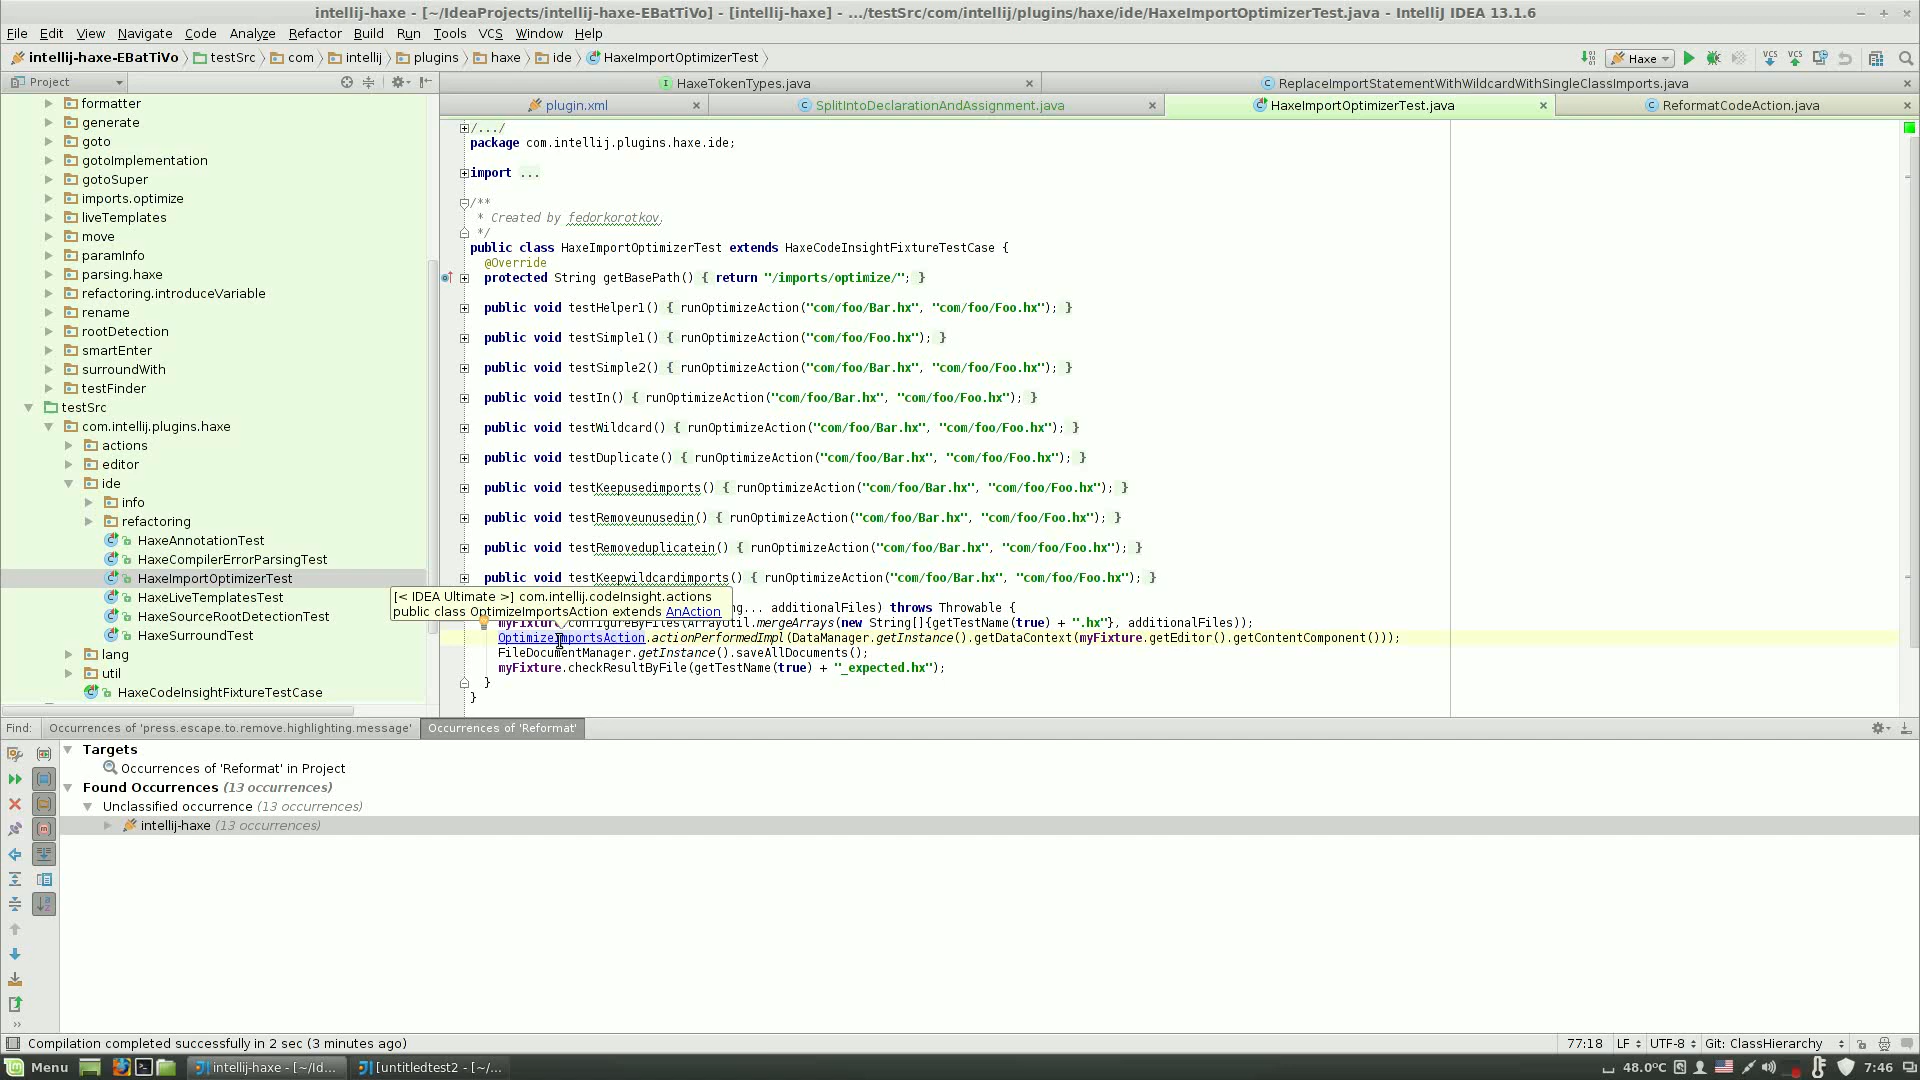 intellij-haxe - [~/IdeaProjects/intellij-haxe-EBatTiVo] - [intellij-haxe] - .../testSrc/com/intellij/plugins/haxe/ide/HaxeImportOptimizerTest.java - IntelliJ IDEA 13.1.6
File Edit View Navigate Code Analyze Refactor Build Run Tools VCS Window Help
intellij-haxe-EBatTiVo testSrc com intellij plugins haxe ide HaxeImportOptimizerTest Haxe VCS VCS
Project
HaxeTokenTypes.java ReplaceImportStatementWithWildcardWithSingleClassImports.java
plugin.xml SplitIntoDeclarationAndAssignment.java HaxeImportOptimizerTest.java ReformatCodeAction.java
formatter
generate
goto
gotoImplementation
gotoSuper
imports.optimize
liveTemplates
move
paramInfo
parsing.haxe
refactoring.introduceVariable
rename
rootDetection
smartEnter
surroundWith
testFinder
testSrc
com.intellij.plugins.haxe
actions
editor
ide
info
refactoring
HaxeAnnotationTest
HaxeCompilerErrorParsingTest
HaxeImportOptimizerTest
HaxeLiveTemplatesTest
HaxeSourceRootDetectionTest
HaxeSurroundTest
lang
util
HaxeCodeInsightFixtureTestCase
/.../
package com.intellij.plugins.haxe.ide;
import ...
/**
* Created by fedorkorotkov.
*/
public class HaxeImportOptimizerTest extends HaxeCodeInsightFixtureTestCase {
@Override
protected String getBasePath() { return "/imports/optimize/"; }
public void testHelper1() { runOptimizeAction("com/foo/Bar.hx", "com/foo/Foo.hx"); }
public void testSimple1() { runOptimizeAction("com/foo/Foo.hx"); }
public void testSimple2() { runOptimizeAction("com/foo/Bar.hx", "com/foo/Foo.hx"); }
public void testIn() { runOptimizeAction("com/foo/Bar.hx", "com/foo/Foo.hx"); }
public void testWildcard() { runOptimizeAction("com/foo/Bar.hx", "com/foo/Foo.hx"); }
public void testDuplicate() { runOptimizeAction("com/foo/Bar.hx", "com/foo/Foo.hx"); }
public void testKeepusedimports() { runOptimizeAction("com/foo/Bar.hx", "com/foo/Foo.hx"); }
public void testRemoveunusedin() { runOptimizeAction("com/foo/Bar.hx", "com/foo/Foo.hx"); }
public void testRemoveduplicatein() { runOptimizeAction("com/foo/Bar.hx", "com/foo/Foo.hx"); }
public void testKeepwildcardimports() { runOptimizeAction("com/foo/Bar.hx", "com/foo/Foo.hx"); }
[< IDEA Ultimate >] com.intellij.codeInsight.actions
public class OptimizeImportsAction extends AnAction
ng... additionalFiles) throws Throwable {
myFixture.configureByFiles(ArrayUtil.mergeArrays(new String[]{getTestName(true) + ".hx"}, additionalFiles));
OptimizeImportsAction.actionPerformedImpl(DataManager.getInstance().getDataContext(myFixture.getEditor().getContentComponent()));
FileDocumentManager.getInstance().saveAllDocuments();
myFixture.checkResultByFile(getTestName(true) + "_expected.hx");
}
}
Find: Occurrences of 'press.escape.to.remove.highlighting.message' Occurrences of 'Reformat'
Targets
Occurrences of 'Reformat' in Project
Found Occurrences (13 occurrences)
Unclassified occurrence (13 occurrences)
intellij-haxe (13 occurrences)
Compilation completed successfully in 2 sec (3 minutes ago) 77:18 LF UTF-8 Git: ClassHierarchy
Menu intellij-haxe - [~/Id... [untitledtest2 - [~/... 48.0°C 7:46